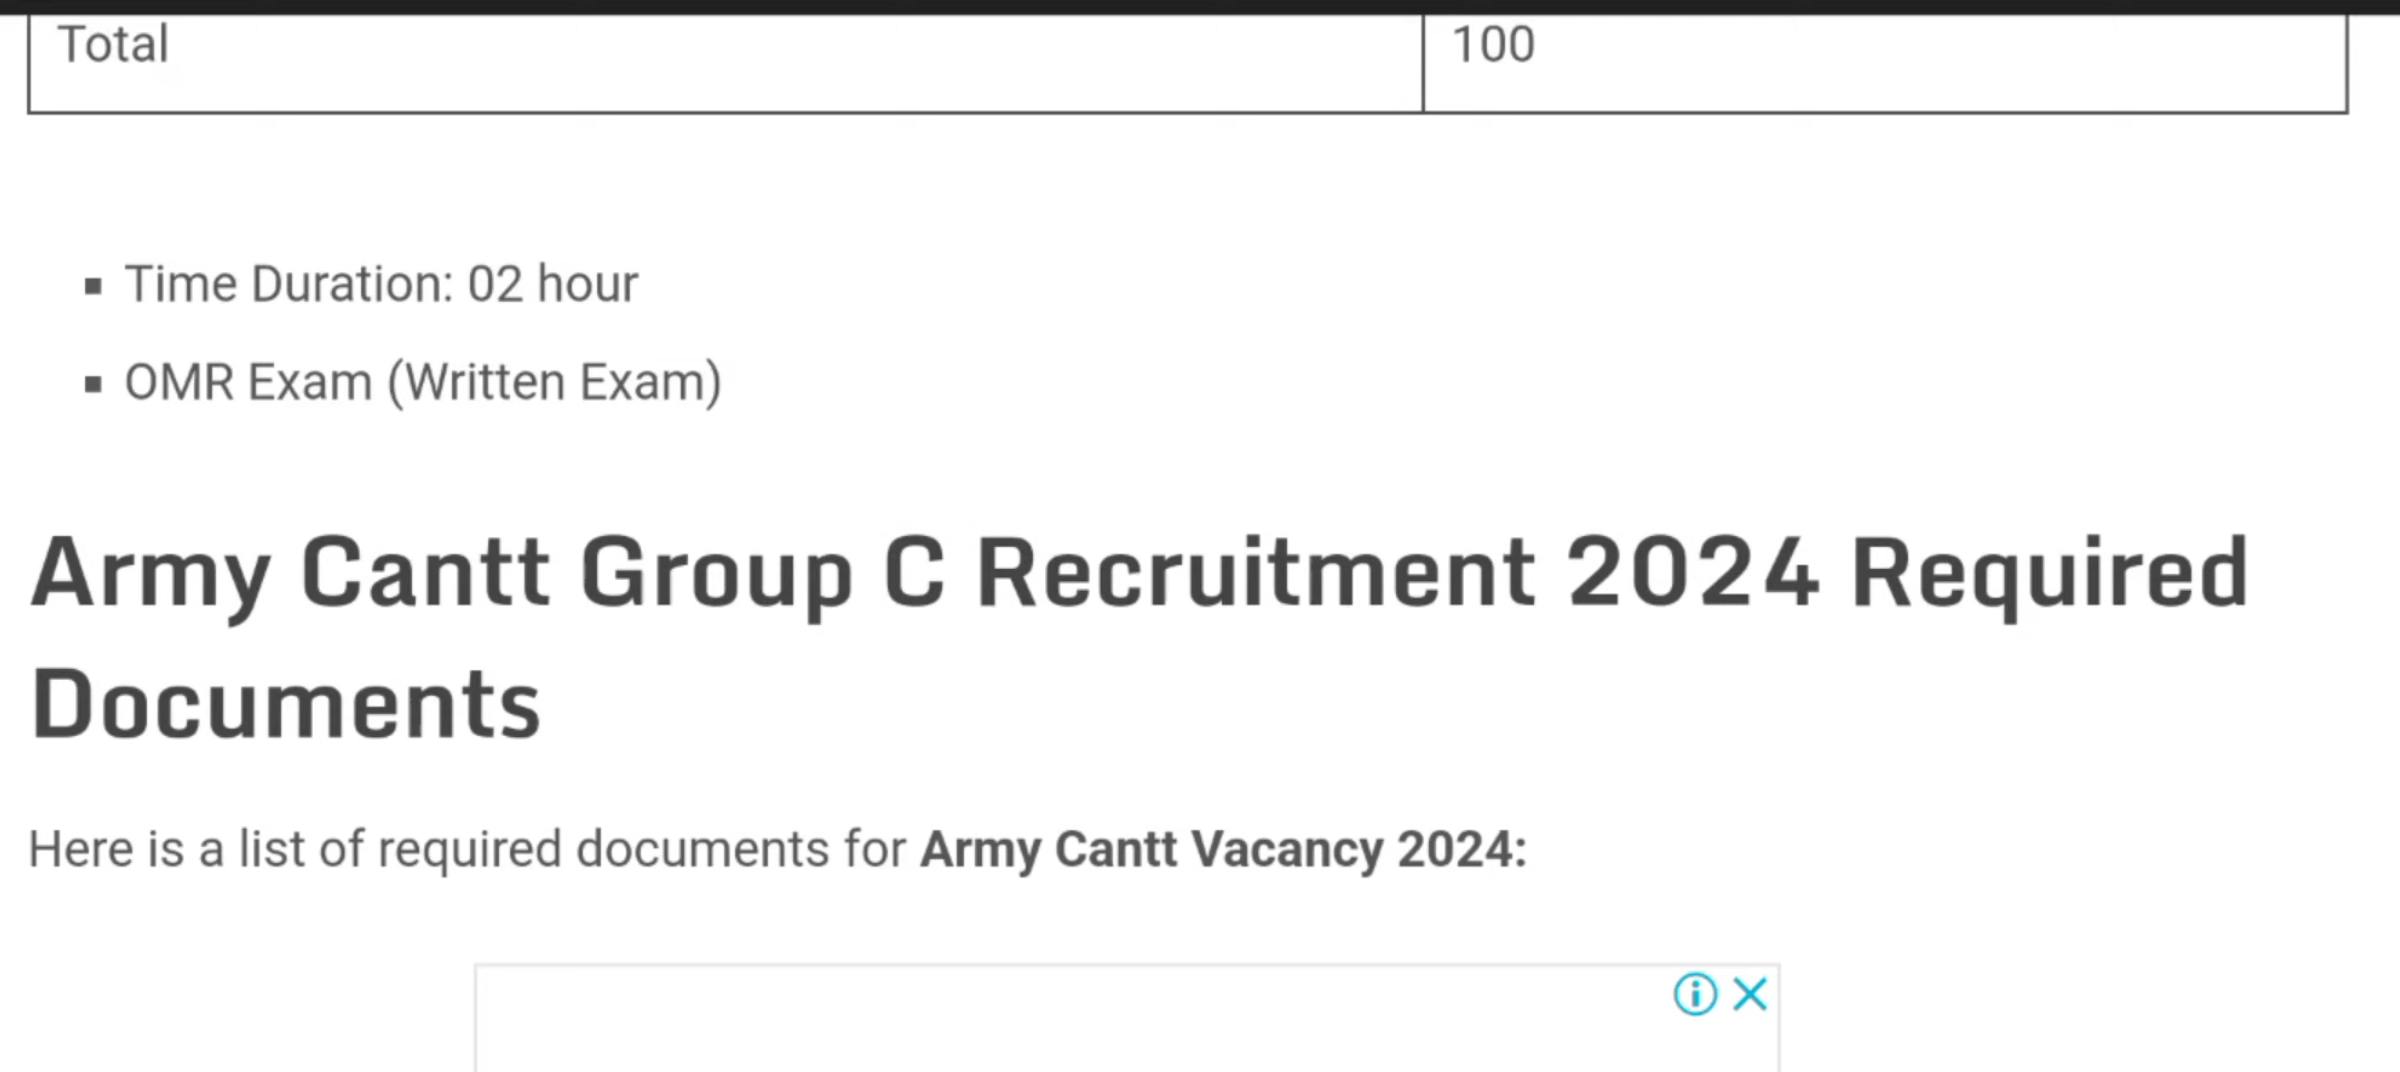 Total 100
Time Duration: 02 hour
OMR Exam (Written Exam)
Army Cantt Group C Recruitment 2024 Required
Documents
Here is a list of required documents for Army Cantt Vacancy 2024: